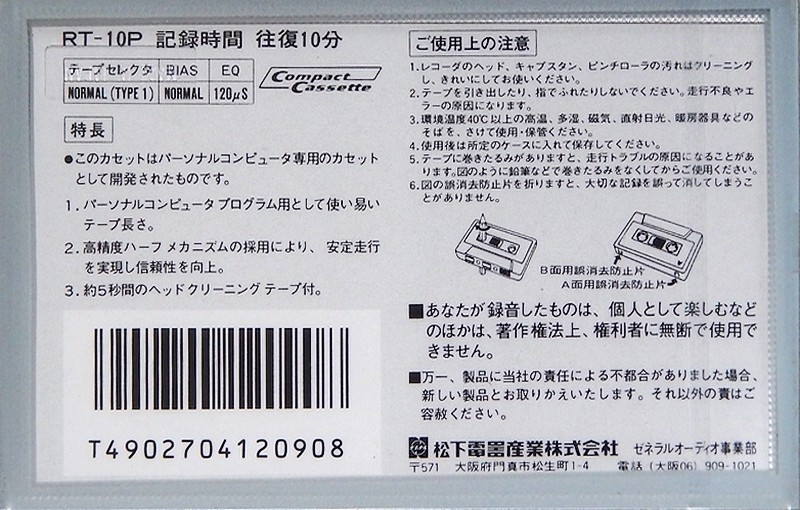 RT-10P 記録時間 往復10分
テープセレクタ BIAS EQ
NORMAL (TYPE 1) NORMAL 120μS
Compact Cassette
特長
●このカセットはパーソナルコンピュータ専用のカセット
として開発されたものです。
1. パーソナルコンピュータ プログラム用として使い易い
テープ長さ。
2. 高精度ハーフ メカニズムの採用により、 安定走行
を実現し信頼性を向上。
3. 約5秒間のヘッドクリーニング テープ付。
T4902704120908
ご使用上の注意
1.レコーダのヘッド、キャプスタン、ピンチローラの汚れはクリーニング
し、きれいにしてお使いください。
2.テープを引き出したり、指でふれたりしないでください。走行不良やエ
ラーの原因になります。
3.環境温度40℃以上の高温、多湿、磁気、直射日光、暖房器具などの
そばを、さけて使用・保管ください。
4.使用後は所定のケースに入れて保存してください。
5.テープに巻きたるみがありますと、走行トラブルの原因になることがあ
ります。図のように鉛筆などで巻きたるみをなくしてからご使用ください。
6.図の誤消去防止片を折りますと、大切な記録を誤って消してしまうこ
とがありません。
B面用誤消去防止片
A面用誤消去防止片
■あなたが録音したものは、個人として楽しむなど
のほかは、著作権法上、権利者に無断で使用で
きません。
■万一、製品に当社の責任による不都合がありました場合、
新しい製品とお取りかえいたします。それ以外の責はご
容赦ください。
松下電器産業株式会社 ゼネラルオーディオ事業部
〒571 大阪府門真市松生町1-4 電話 (大阪06) 909-1021